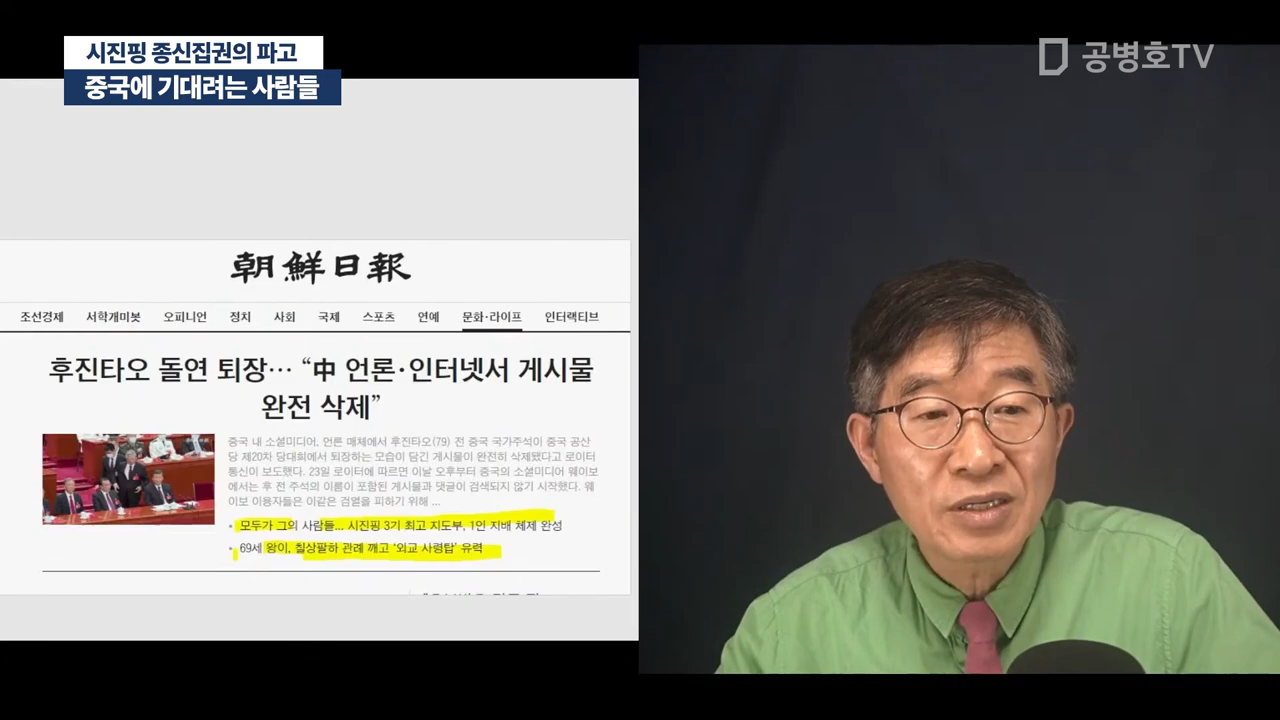 시진핑 종신집권의 파고
중국에 기대려는 사람들
공병호TV
朝鮮日報
조선경제 서학개미봇 오피니언 정치 사회 국제 스포츠 연예 문화·라이프 인터랙티브
후진타오 돌연 퇴장… “中 언론·인터넷서 게시물
완전 삭제”
중국 내 소셜미디어, 언론 매체에서 후진타오(79) 전 중국 국가주석이 중국 공산
당 제20차 당대회에서 퇴장하는 모습이 담긴 게시물이 완전히 삭제됐다고 로이터
통신이 보도했다. 23일 로이터에 따르면 이날 오후부터 중국의 소셜미디어 웨이보
에서는 후 전 주석의 이름이 포함된 게시물과 댓글이 검색되지 않기 시작했다. 웨
이보 이용자들은 이같은 검열을 피하기 위해 ...
• 모두가 그의 사람들... 시진핑 3기 최고 지도부, 1인 지배 체제 완성
• 69세 왕이, 칠상팔하 관례 깨고 ‘외교 사령탑’ 유력